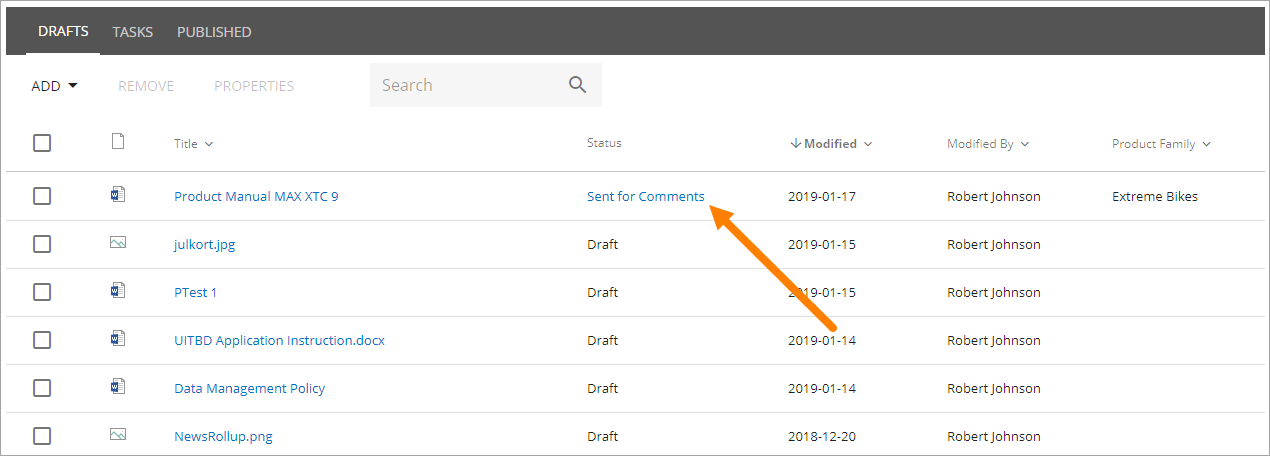 DRAFTS TASKS PUBLISHED
ADD REMOVE PROPERTIES Search
Title Status Modified Modified By Product Family
Product Manual MAX XTC 9 Sent for Comments 2019-01-17 Robert Johnson Extreme Bikes
julkort.jpg Draft 2019-01-15 Robert Johnson
PTest 1 Draft 2019-01-15 Robert Johnson
UITBD Application Instruction.docx Draft 2019-01-14 Robert Johnson
Data Management Policy Draft 2019-01-14 Robert Johnson
NewsRollup.png Draft 2018-12-20 Robert Johnson